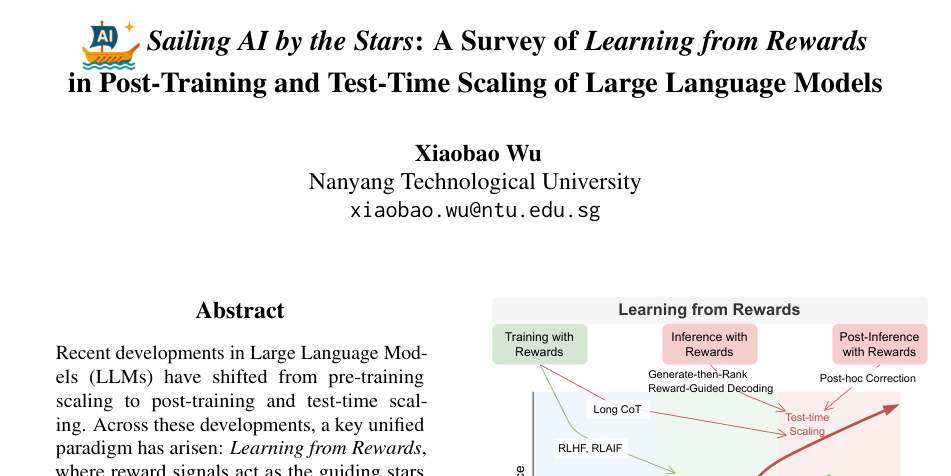 AI
Sailing AI by the Stars: A Survey of Learning from Rewards
in Post-Training and Test-Time Scaling of Large Language Models
Xiaobao Wu
Nanyang Technological University
xiaobao.wu@ntu.edu.sg
Abstract
Recent developments in Large Language Mod-
els (LLMs) have shifted from pre-training
scaling to post-training and test-time scal-
ing. Across these developments, a key unified
paradigm has arisen: Learning from Rewards,
where reward signals act as the guiding stars
Learning from Rewards
Training with
Rewards
Inference with
Rewards
Post-Inference
with Rewards
Generate-then-Rank
Reward-Guided Decoding
Post-hoc Correction
Long CoT
Test-time
Scaling
RLHF, RLAIF